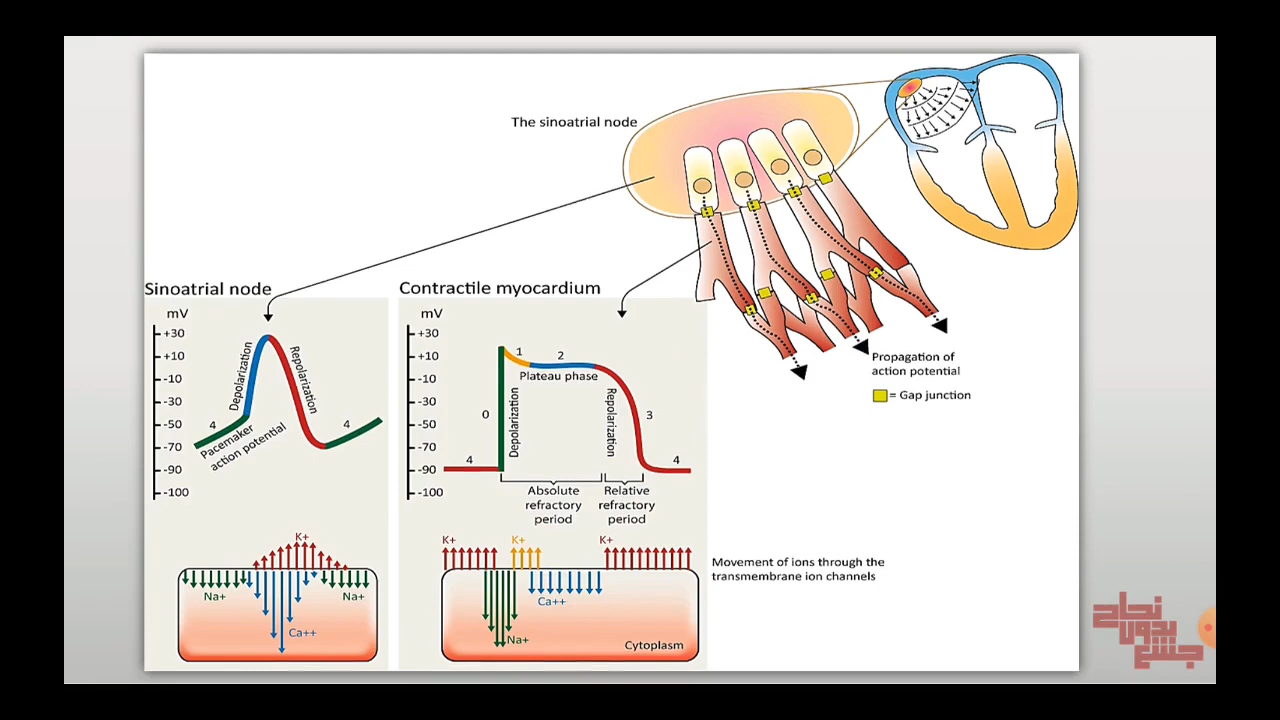 The sinoatrial node
Sinoatrial node
mV
+30
+10
-10
-30
-50
-70
-90
-100
Depolarization
Repolarization
4
Pacemaker
action potential
4
K+
Na+
Na+
Ca++
Contractile myocardium
mV
+30
+10
-10
-30
-50
-70
-90
-100
4
0
Depolarization
1
2
Plateau phase
Repolarization
3
4
Absolute
refractory
period
Relative
refractory
period
K+
K+
K+
Ca++
Na+
Cytoplasm
Propagation of
action potential
= Gap junction
Movement of ions through the
transmembrane ion channels
نجاح
بدون
جشع